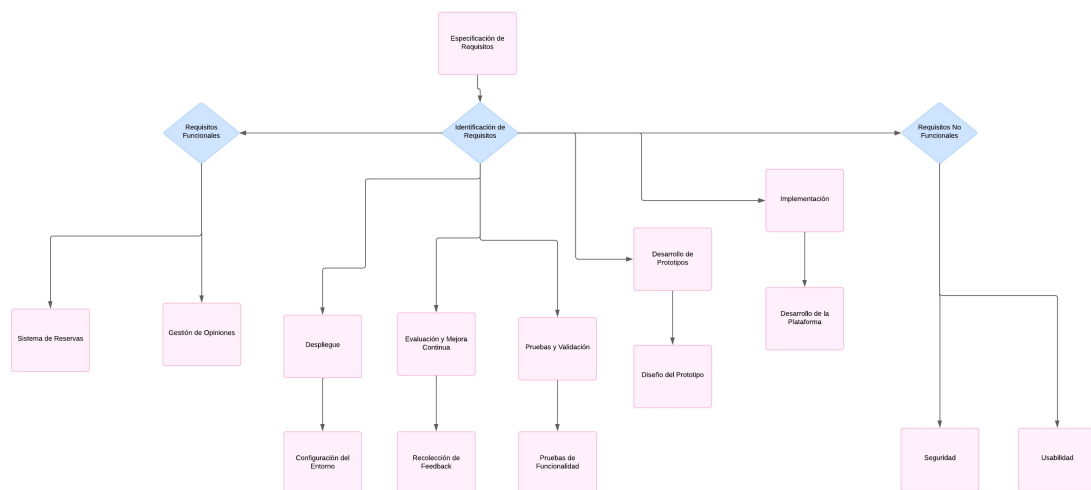 Especificación de
Requisitos
Requisitos
Funcionales
Identificación de
Requisitos
Requisitos No
Funcionales
Implementación
Desarrollo de
Prototipos
Sistema de Reservas
Gestión de Opiniones
Despliegue
Evaluación y Mejora
Continua
Pruebas y Validación
Desarrollo de la
Plataforma
Diseño del Prototipo
Configuración del
Entorno
Recolección de
Feedback
Pruebas de
Funcionalidad
Seguridad
Usabilidad